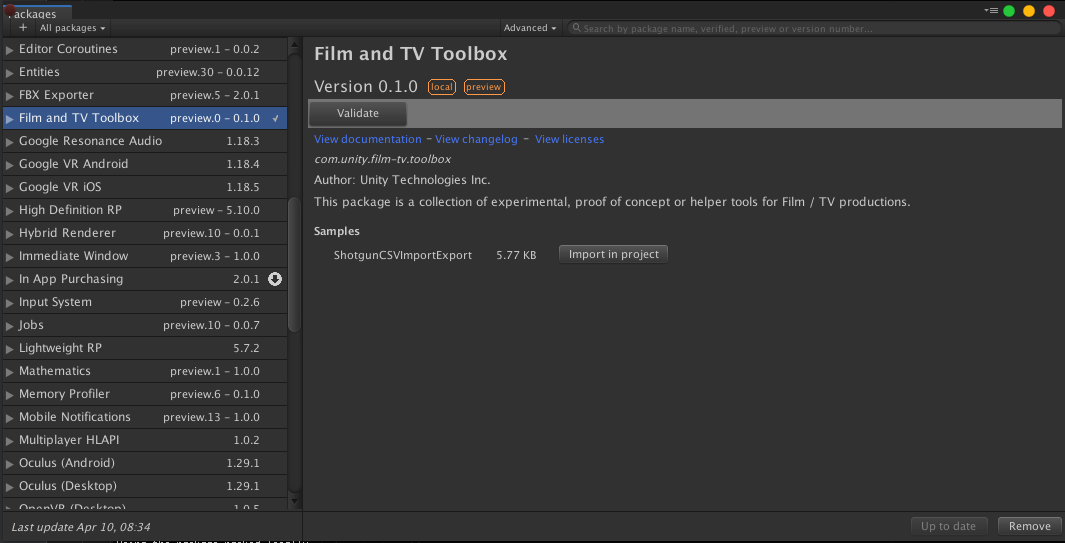 Packages
+ All packages
Advanced
Search by package name, verified, preview or version number...
Editor Coroutines preview.1 – 0.0.2
Entities preview.30 – 0.0.12
FBX Exporter preview.5 – 2.0.1
Film and TV Toolbox preview.0 – 0.1.0 ✓
Google Resonance Audio 1.18.3
Google VR Android 1.18.4
Google VR iOS 1.18.5
High Definition RP preview – 5.10.0
Hybrid Renderer preview.10 – 0.0.1
Immediate Window preview.3 – 1.0.0
In App Purchasing 2.0.1
Input System preview – 0.2.6
Jobs preview.10 – 0.0.7
Lightweight RP 5.7.2
Mathematics preview.1 – 1.0.0
Memory Profiler preview.6 – 0.1.0
Mobile Notifications preview.13 – 1.0.0
Multiplayer HLAPI 1.0.2
Oculus (Android) 1.29.1
Oculus (Desktop) 1.29.1
OpenVR (Desktop) 1.0.5
Last update Apr 10, 08:34
Film and TV Toolbox
Version 0.1.0 local preview
Validate
View documentation – View changelog – View licenses
com.unity.film-tv.toolbox
Author: Unity Technologies Inc.
This package is a collection of experimental, proof of concept or helper tools for Film / TV productions.
Samples
ShotgunCSVImportExport 5.77 KB Import in project
Up to date Remove